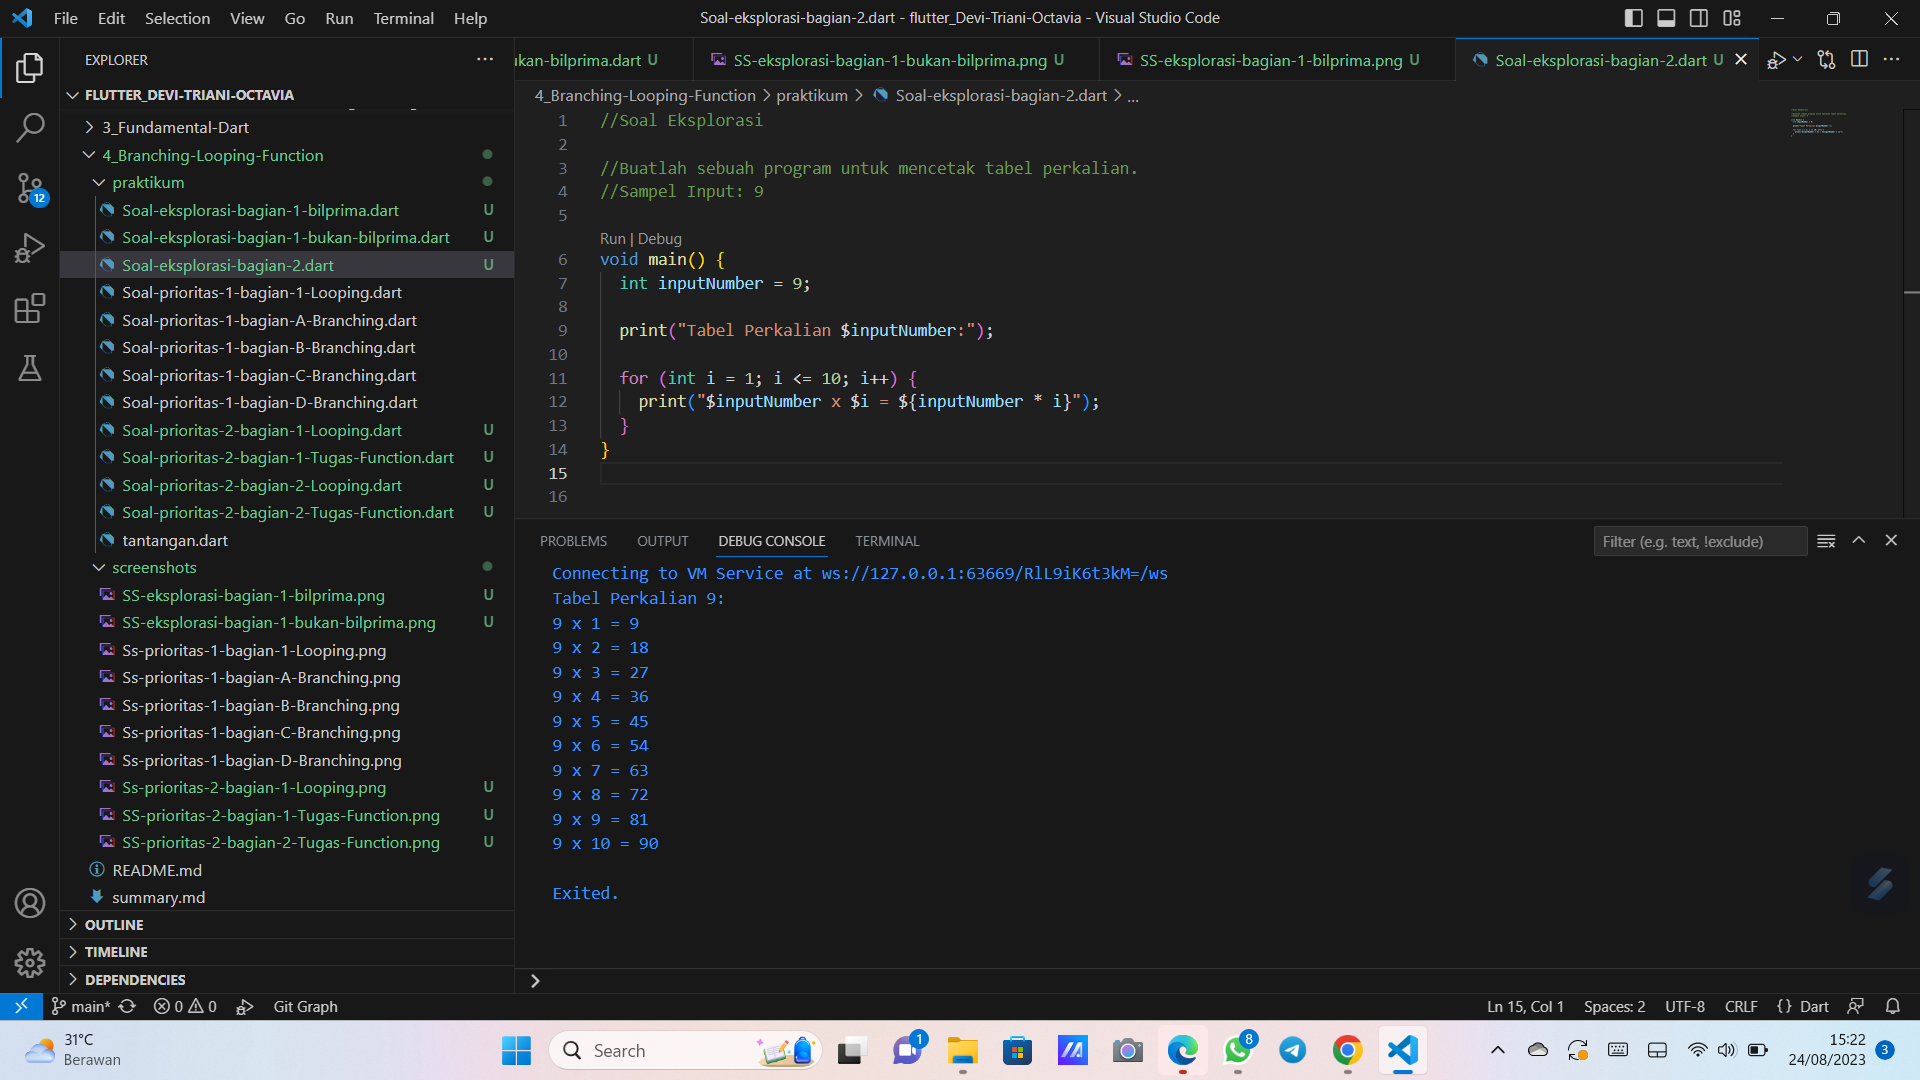 File Edit Selection View Go Run Terminal Help
Soal-eksplorasi-bagian-2.dart - flutter_Devi-Triani-Octavia - Visual Studio Code
EXPLORER
FLUTTER_DEVI-TRIANI-OCTAVIA
3_Fundamental-Dart
4_Branching-Looping-Function
praktikum
Soal-eksplorasi-bagian-1-bilprima.dart U
Soal-eksplorasi-bagian-1-bukan-bilprima.dart U
Soal-eksplorasi-bagian-2.dart U
Soal-prioritas-1-bagian-1-Looping.dart
Soal-prioritas-1-bagian-A-Branching.dart
Soal-prioritas-1-bagian-B-Branching.dart
Soal-prioritas-1-bagian-C-Branching.dart
Soal-prioritas-1-bagian-D-Branching.dart
Soal-prioritas-2-bagian-1-Looping.dart U
Soal-prioritas-2-bagian-1-Tugas-Function.dart U
Soal-prioritas-2-bagian-2-Looping.dart U
Soal-prioritas-2-bagian-2-Tugas-Function.dart U
tantangan.dart
screenshots
SS-eksplorasi-bagian-1-bilprima.png U
SS-eksplorasi-bagian-1-bukan-bilprima.png U
Ss-prioritas-1-bagian-1-Looping.png
Ss-prioritas-1-bagian-A-Branching.png
Ss-prioritas-1-bagian-B-Branching.png
Ss-prioritas-1-bagian-C-Branching.png
Ss-prioritas-1-bagian-D-Branching.png
Ss-prioritas-2-bagian-1-Looping.png U
SS-prioritas-2-bagian-1-Tugas-Function.png U
SS-prioritas-2-bagian-2-Tugas-Function.png U
README.md
summary.md
OUTLINE
TIMELINE
DEPENDENCIES
12
ukan-bilprima.dart U
SS-eksplorasi-bagian-1-bukan-bilprima.png U
SS-eksplorasi-bagian-1-bilprima.png U
Soal-eksplorasi-bagian-2.dart U
4_Branching-Looping-Function > praktikum > Soal-eksplorasi-bagian-2.dart > ...
1 //Soal Eksplorasi
2
3 //Buatlah sebuah program untuk mencetak tabel perkalian.
4 //Sampel Input: 9
5
Run | Debug
6 void main() {
7 int inputNumber = 9;
8
9 print("Tabel Perkalian $inputNumber:");
10
11 for (int i = 1; i <= 10; i++) {
12 print("$inputNumber x $i = ${inputNumber * i}");
13 }
14 }
15
16
PROBLEMS OUTPUT DEBUG CONSOLE TERMINAL
Filter (e.g. text, !exclude)
Connecting to VM Service at ws://127.0.0.1:63669/RlL9iK6t3kM=/ws
Tabel Perkalian 9:
9 x 1 = 9
9 x 2 = 18
9 x 3 = 27
9 x 4 = 36
9 x 5 = 45
9 x 6 = 54
9 x 7 = 63
9 x 8 = 72
9 x 9 = 81
9 x 10 = 90
Exited.
main* 0 0 Git Graph
Ln 15, Col 1 Spaces: 2 UTF-8 CRLF {} Dart
31°C
Berawan
Search
1
8
15:22
24/08/2023
3